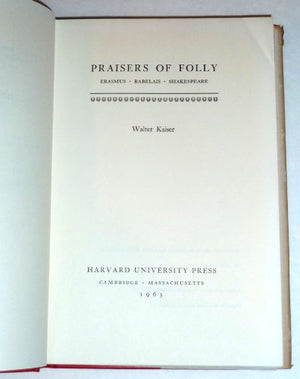 PRAISERS OF FOLLY
ERASMUS · RABELAIS · SHAKESPEARE
Walter Kaiser
HARVARD UNIVERSITY PRESS
CAMBRIDGE · MASSACHUSETTS
1963